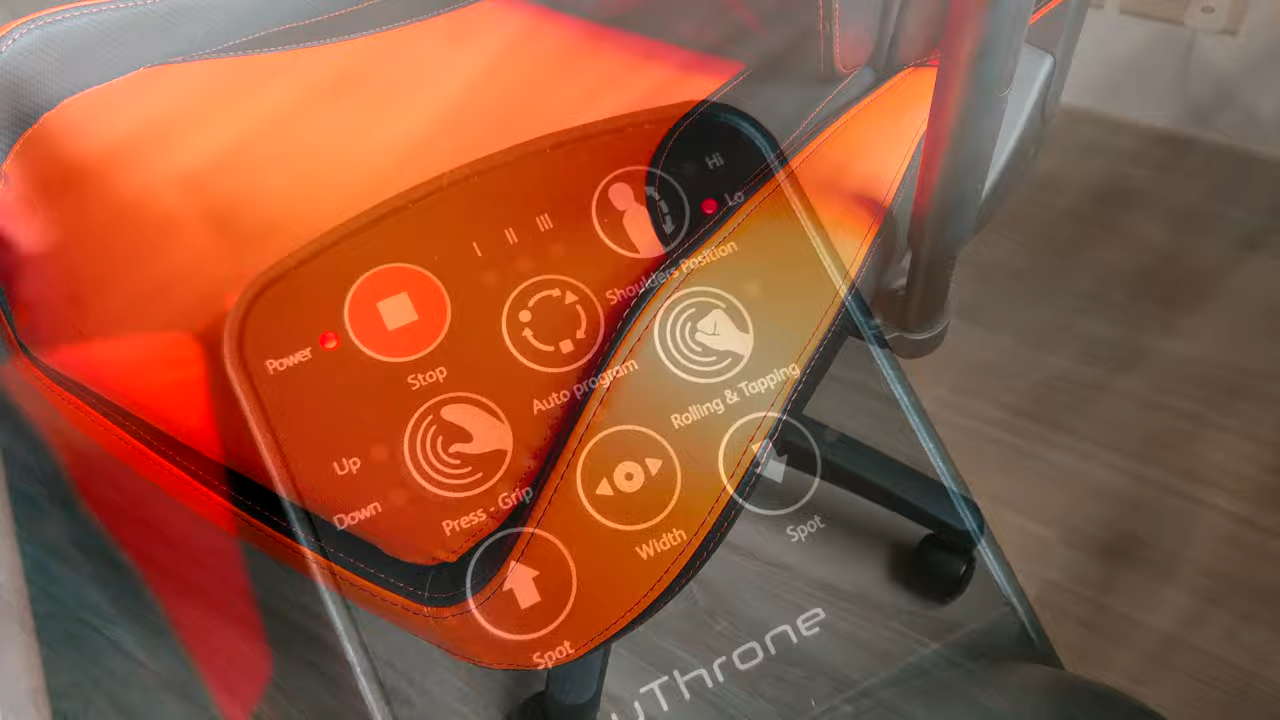 Hi
Lo
I II III
Shoulders Position
Power
Stop
Auto program
Rolling & Tapping
Up
Down
Press - Grip
Width
Spot
Spot
Throne